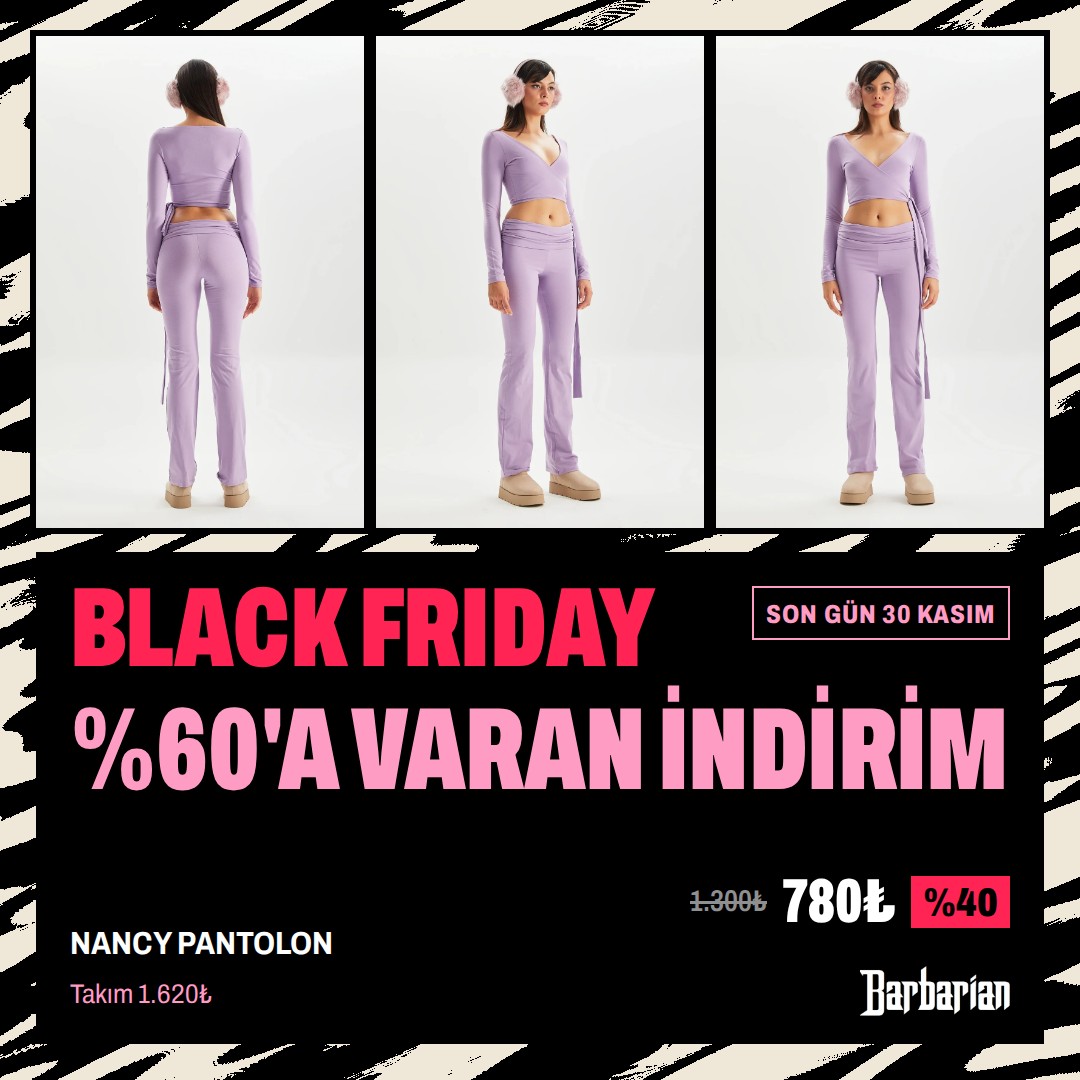 BLACK FRIDAY
SON GÜN 30 KASIM
%60'A VARAN İNDİRİM
1.300₺ 780₺ %40
NANCY PANTOLON
Takım 1.620₺
Barbarian